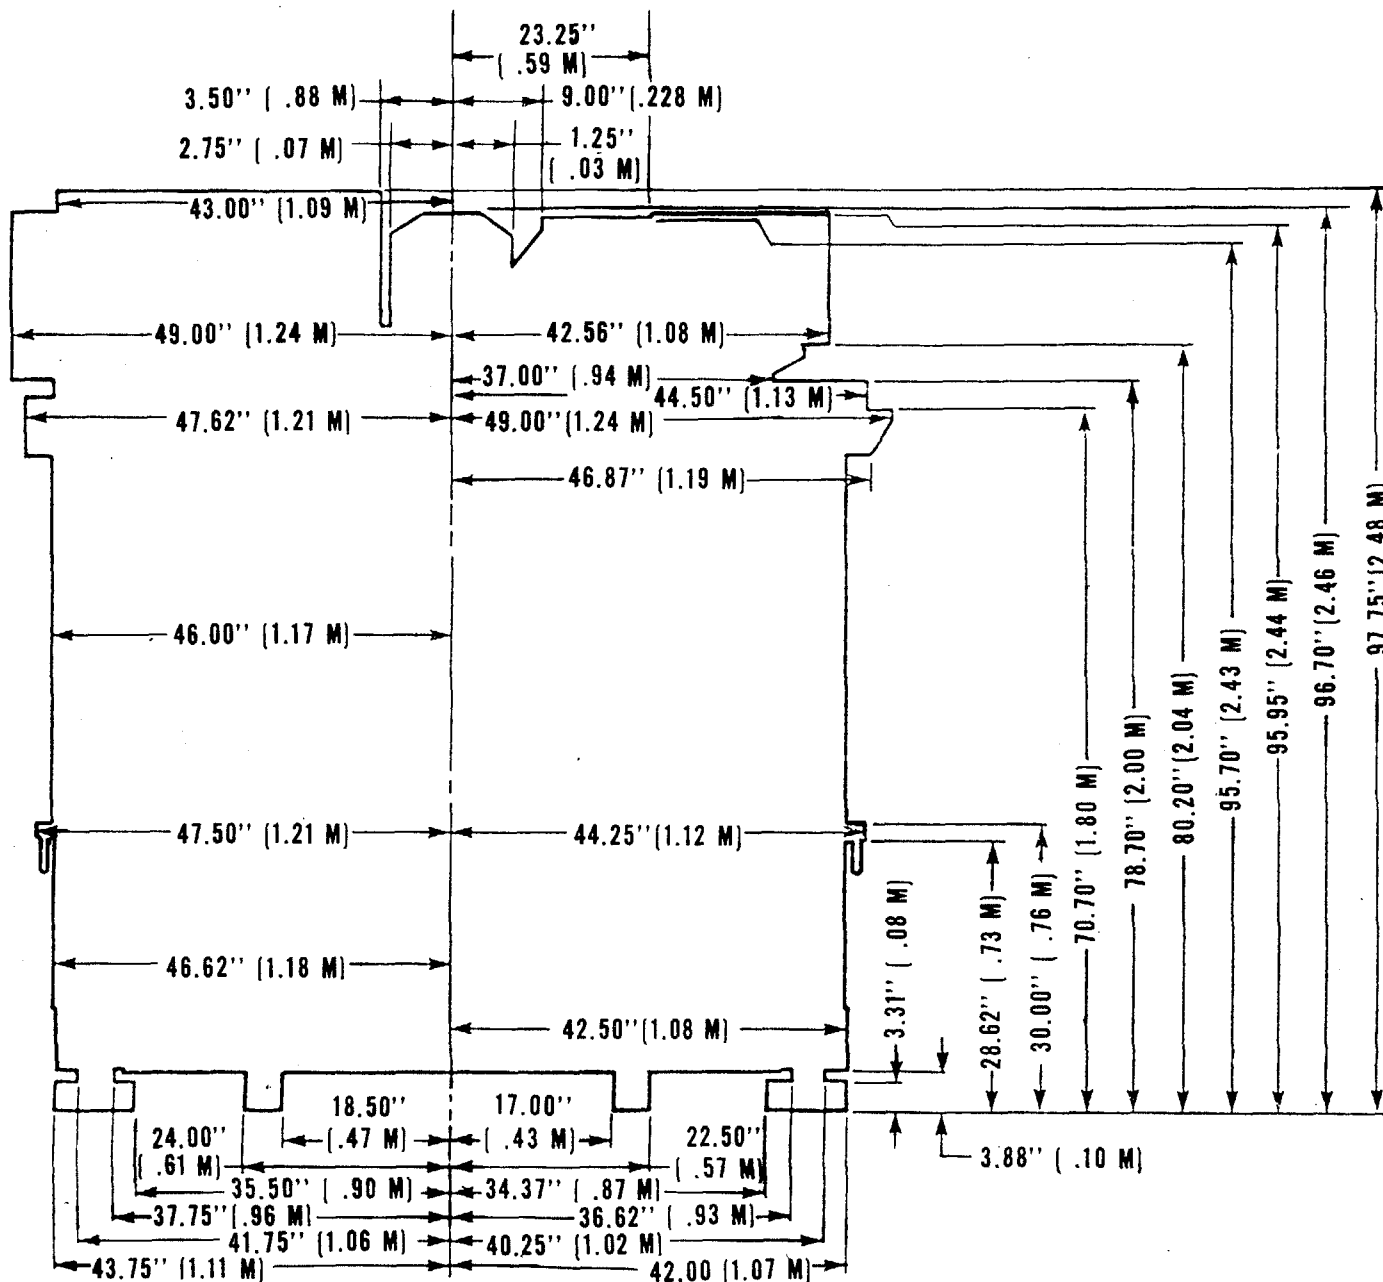 23.25''
( .59 M)
3.50'' ( .88 M)
9.00''(.228 M)
2.75'' ( .07 M)
1.25''
( .03 M)
43.00'' (1.09 M)
49.00'' (1.24 M)
42.56'' (1.08 M)
37.00'' ( .94 M)
44.50'' (1.13 M)
47.62'' (1.21 M)
49.00''(1.24 M)
46.87'' (1.19 M)
46.00'' (1.17 M)
47.50'' (1.21 M)
44.25''(1.12 M)
46.62'' (1.18 M)
42.50''(1.08 M)
3.31'' ( .08 M)
28.62'' ( .73 M)
30.00'' ( .76 M)
70.70'' (1.80 M)
78.70'' (2.00 M)
80.20''(2.04 M)
95.70'' (2.43 M)
95.95'' (2.44 M)
96.70''(2.46 M)
97.75''(2.48 M)
18.50''
( .47 M)
17.00''
( .43 M)
24.00''
( .61 M)
22.50''
( .57 M)
3.88'' ( .10 M)
35.50'' ( .90 M)
34.37'' ( .87 M)
37.75''(.96 M)
36.62'' ( .93 M)
41.75'' (1.06 M)
40.25'' (1.02 M)
43.75'' (1.11 M)
42.00 (1.07 M)